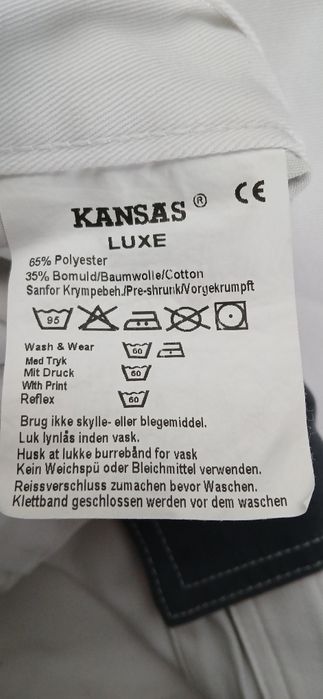 KANSAS ® CE
LUXE
65% Polyester
35% Bomuld/Baumwolle/Cotton
Sanfor Krympebeh./Pre-shrunk/Vorgekrumpft
95
Wash & Wear 60
Med Tryk
Mit Druck 60
With Print
Reflex 60
Brug ikke skylle- eller blegemiddel.
Luk lynlås inden vask.
Husk at lukke burrebånd for vask
Kein Weichspü oder Bleichmittel verwenden.
Reissverschluss zumachen bevor Waschen.
Klettband geschlossen werden vor dem waschen